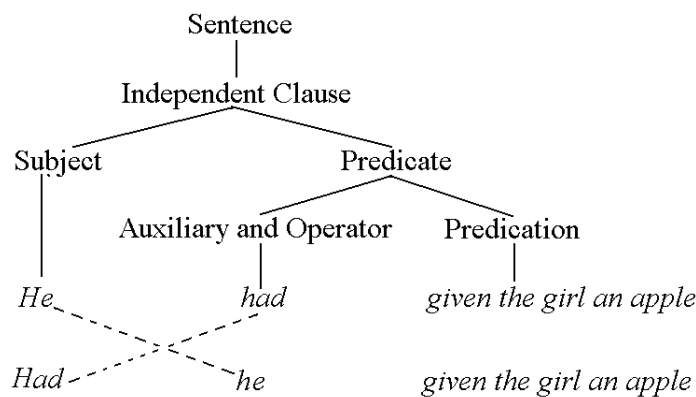 Sentence
Independent Clause
Subject Predicate
Auxiliary and Operator Predication
He had given the girl an apple
Had he given the girl an apple